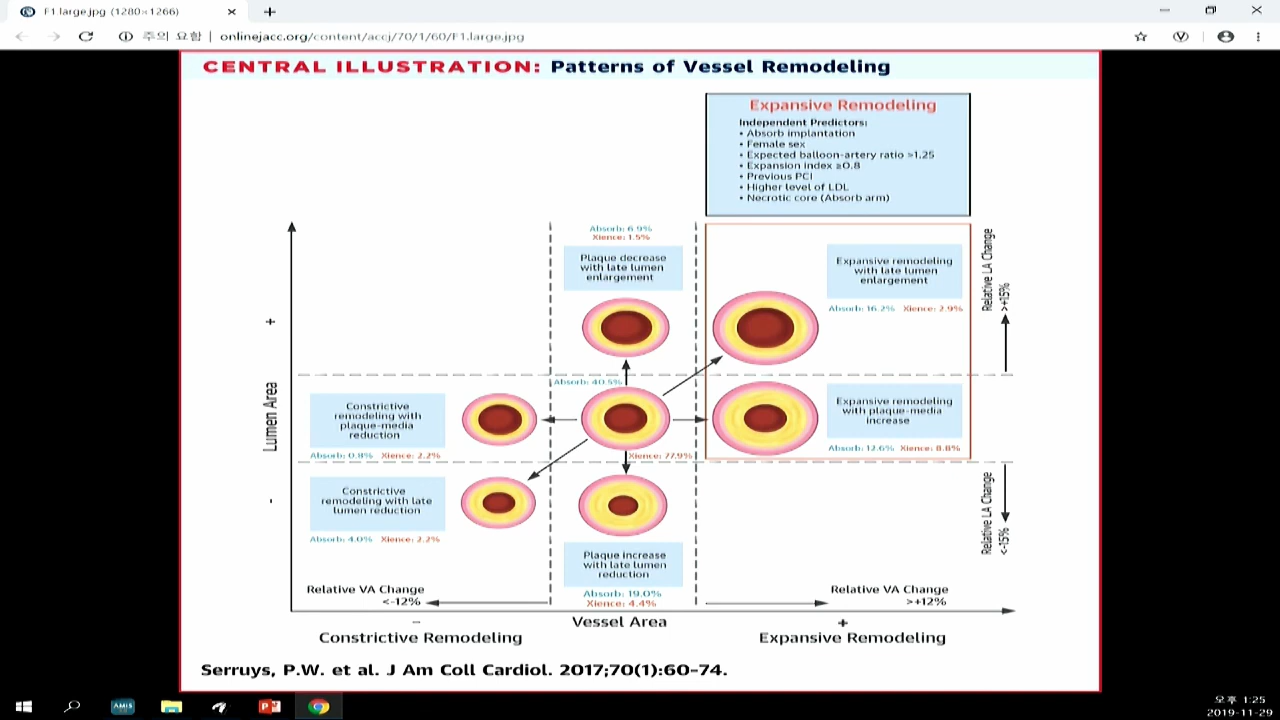 F1.large.jpg (1280×1266)
주의 요함
onlinejacc.org/content/accj/70/1/60/F1.large.jpg
CENTRAL ILLUSTRATION: Patterns of Vessel Remodeling
Expansive Remodeling
Independent Predictors:
• Absorb implantation
• Female sex
• Expected balloon-artery ratio >1.25
• Expansion index ≥0.8
• Previous PCI
• Higher level of LDL
• Necrotic core (Absorb arm)
Absorb: 6.9%
Xience: 1.5%
Plaque decrease
with late lumen
enlargement
Expansive remodeling
with late lumen
enlargement
Absorb: 16.2% Xience: 2.9%
Relative LA Change
>+15%
+
Lumen Area
-
Absorb: 40.5%
Xience: 77.9%
Constrictive
remodeling with
plaque-media
reduction
Absorb: 0.8% Xience: 2.2%
Expansive remodeling
with plaque-media
increase
Absorb: 12.6% Xience: 8.8%
Constrictive
remodeling with late
lumen reduction
Absorb: 4.0% Xience: 2.2%
Relative LA Change
<-15%
Plaque increase
with late lumen
reduction
Absorb: 19.0%
Xience: 4.4%
Relative VA Change
<-12%
Relative VA Change
>+12%
–
Constrictive Remodeling
Vessel Area
+
Expansive Remodeling
Serruys, P.W. et al. J Am Coll Cardiol. 2017;70(1):60–74.
AMIS
오후 1:25
2019-11-29